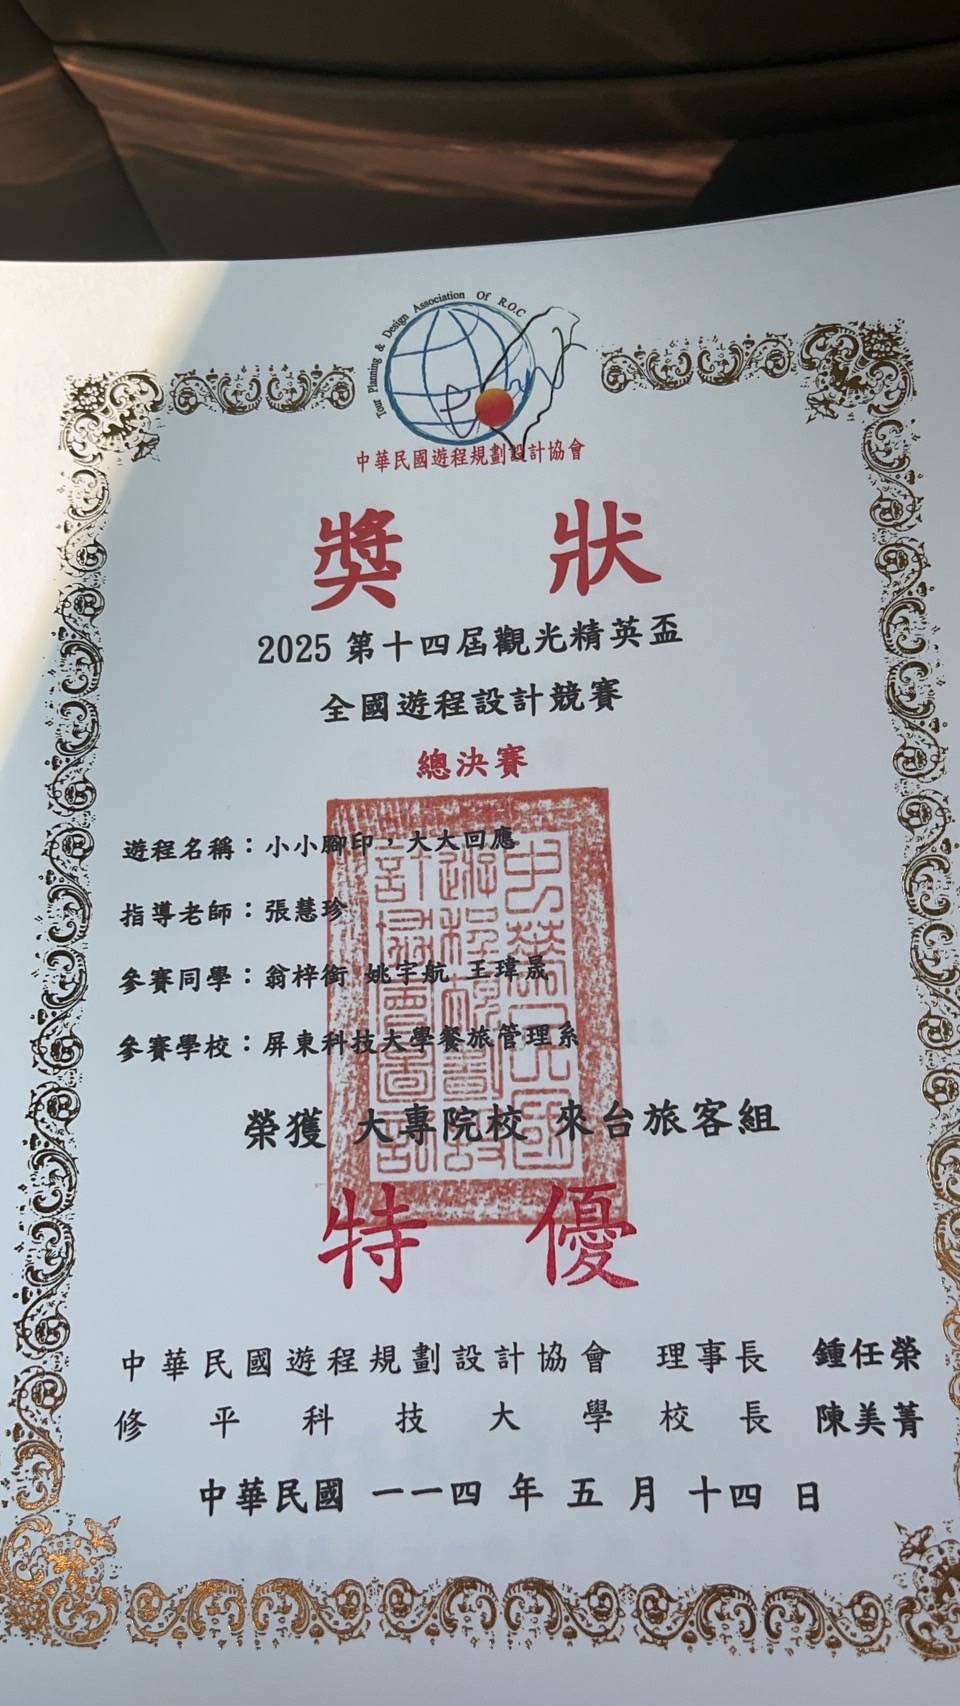 Tour Planning & Design Association Of R.O.C
中華民國遊程規劃設計協會
獎 狀
2025 第十四屆觀光精英盃
全國遊程設計競賽
總決賽
遊程名稱：小小腳印，大大回應
指導老師：張慧珍
參賽同學：翁梓銜 姚宇航 王瑋晟
參賽學校：屏東科技大學餐旅管理系
榮獲 大專院校 來台旅客組
特 優
中華民國遊程規劃設計協會 理事長 鍾任榮
修平科技大學校長 陳美菁
中華民國 一一四 年 五 月 十四 日